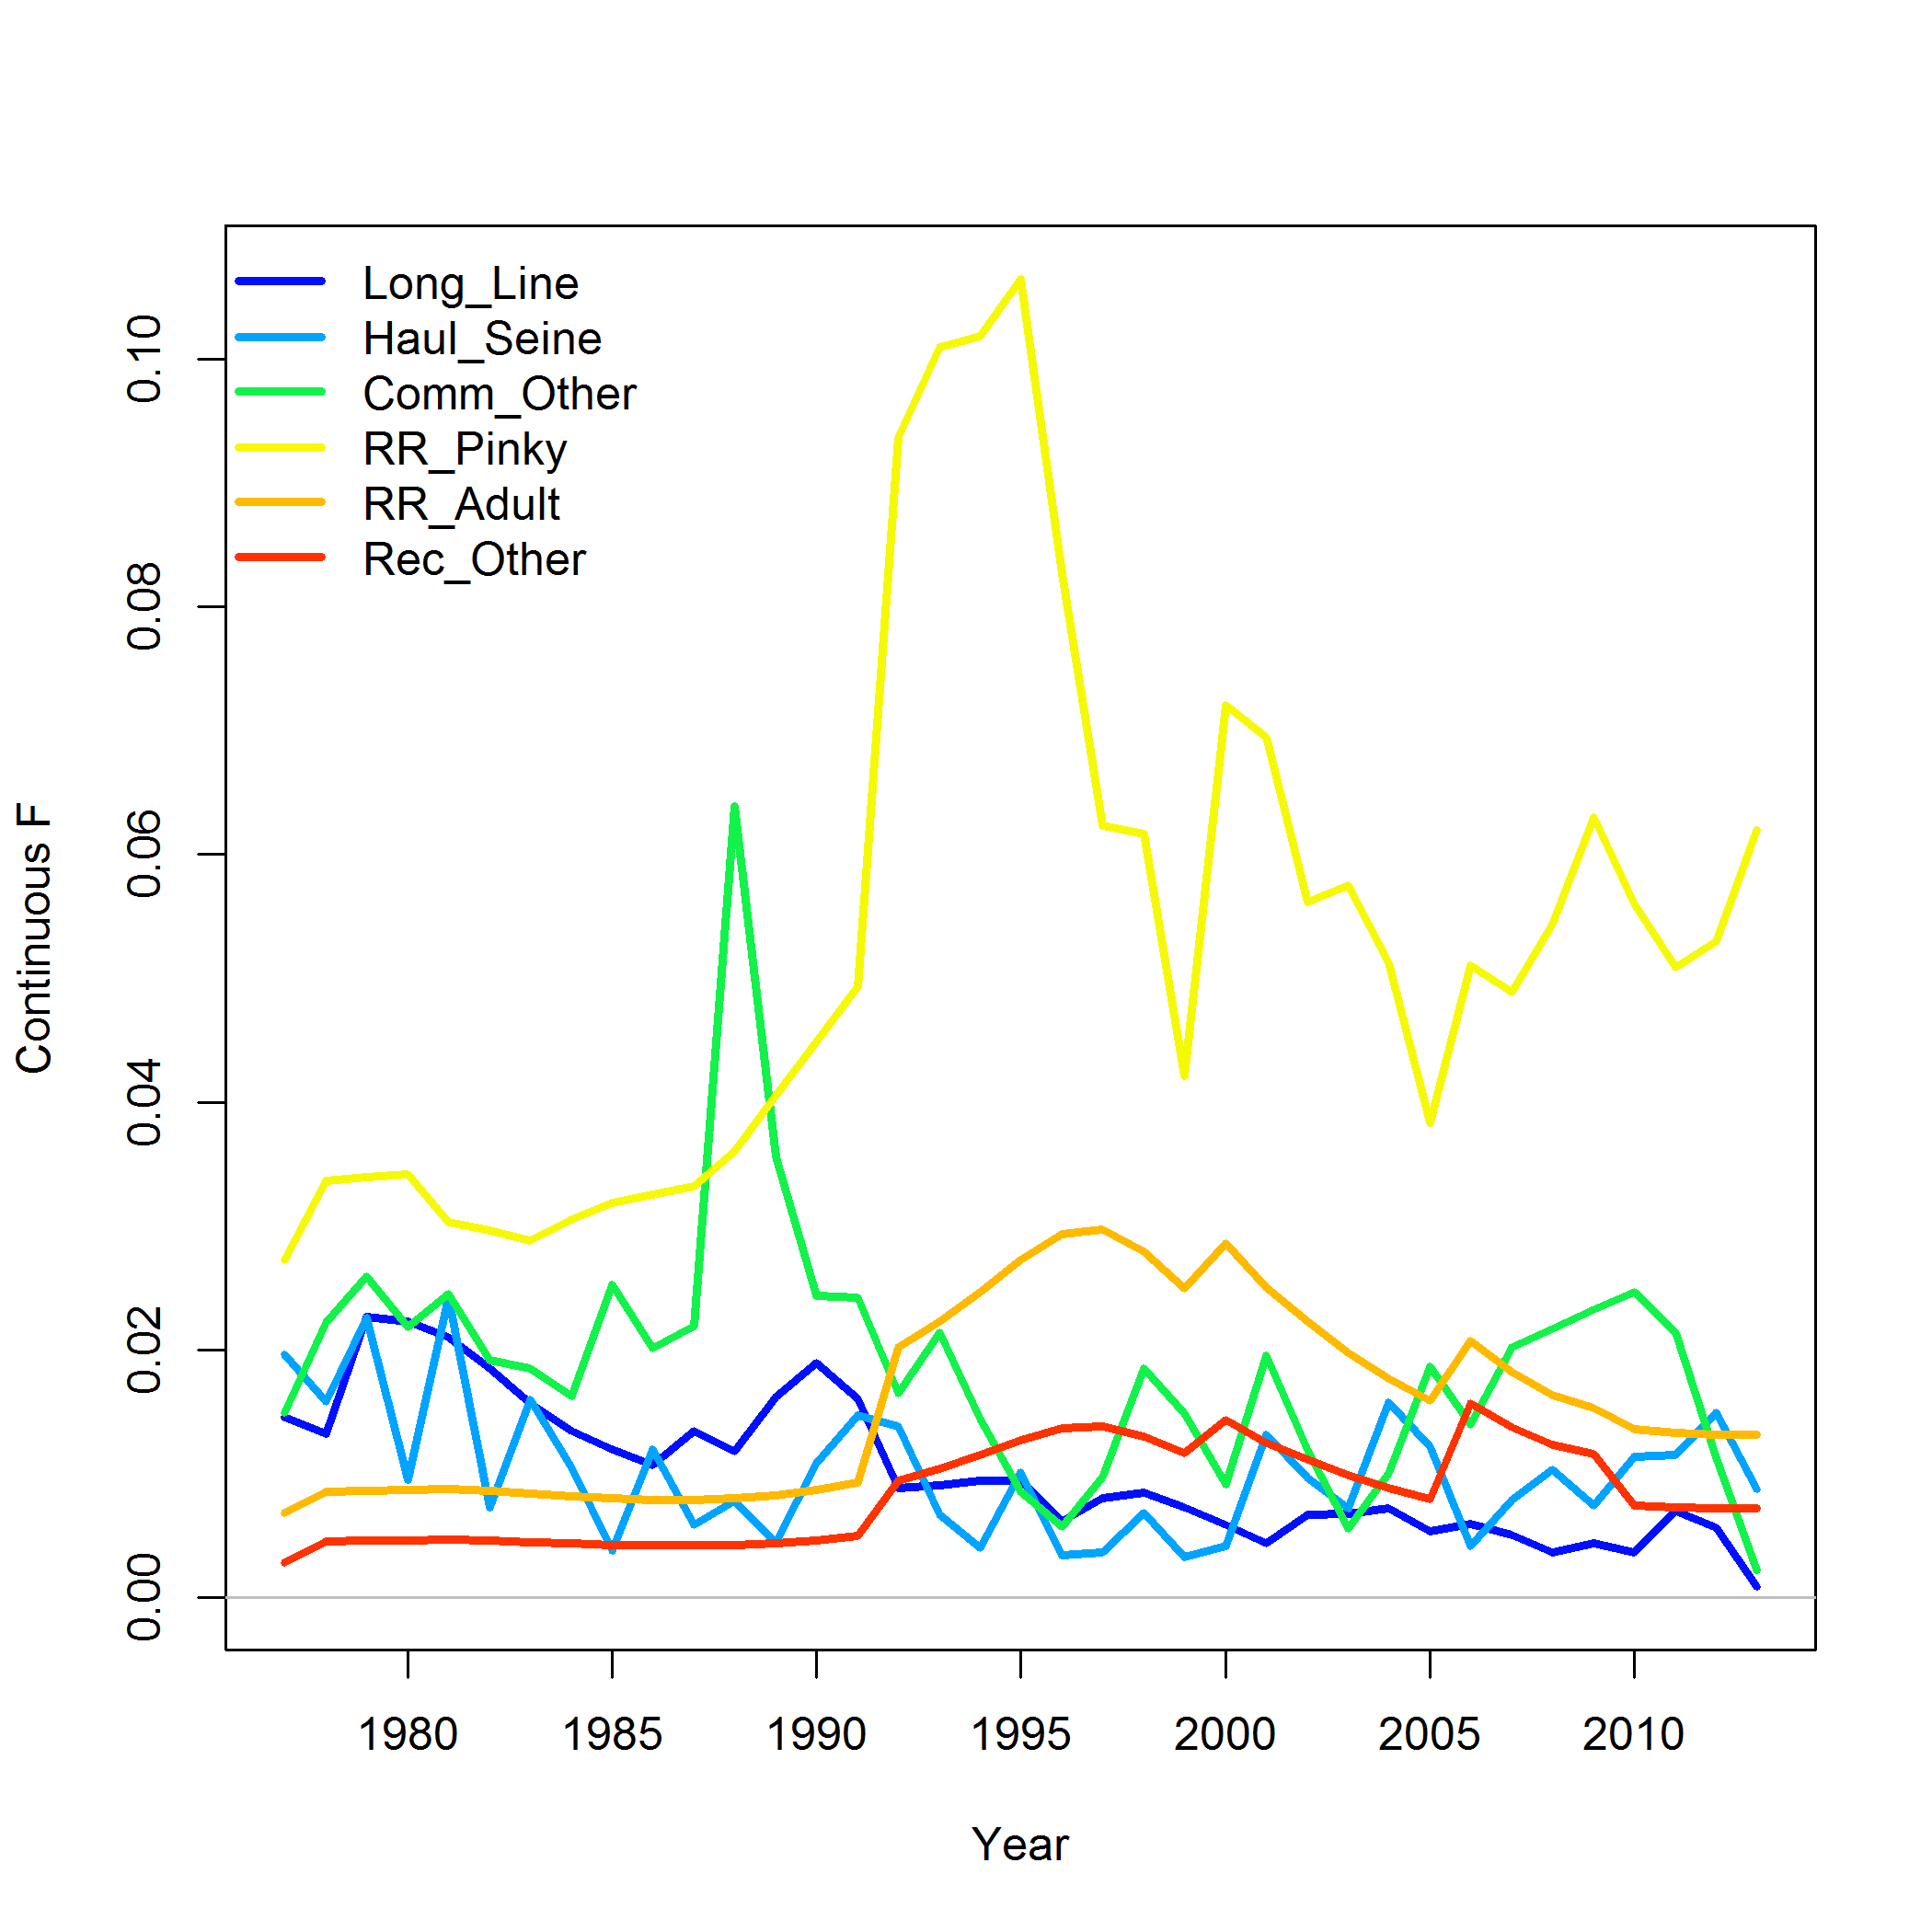 Long_Line
Haul_Seine
Comm_Other
RR_Pinky
RR_Adult
Rec_Other
Continuous F
0.10
0.08
0.06
0.04
0.02
0.00
1980
1985
1990
1995
2000
2005
2010
Year